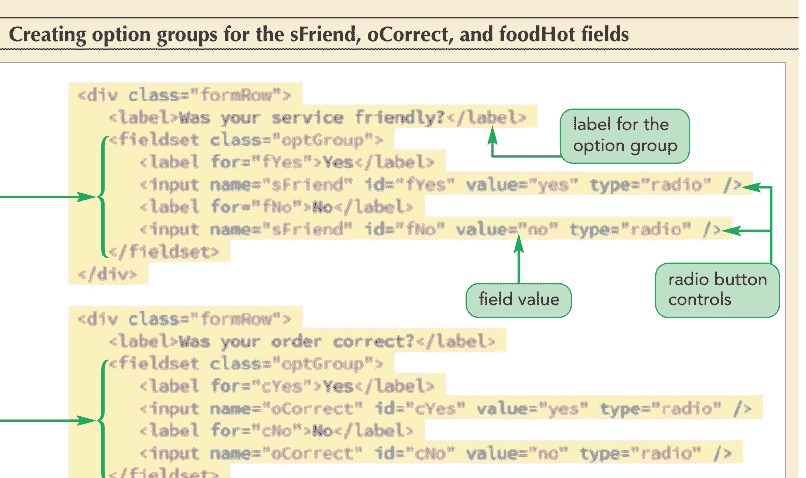 Creating option groups for the sFriend, oCorrect, and foodHot fields
<div class="formRow">
<label>Was your service friendly?</label>
label for the
option group
<fieldset class="optGroup">
<label for="fYes">Yes</label>
<input name="sFriend" id="fYes" value="yes" type="radio" />
<label for="fNo">No</label>
<input name="sFriend" id="fNo" value="no" type="radio" />
</fieldset>
</div>
radio button
controls
field value
<div class="formRow">
<label>Was your order correct?</label>
<fieldset class="optGroup">
<label for="cYes">Yes</label>
<input name="oCorrect" id="cYes" value="yes" type="radio" />
<label for="cNo">No</label>
<input name="oCorrect" id="cNo" value="no" type="radio" />
</fieldset>